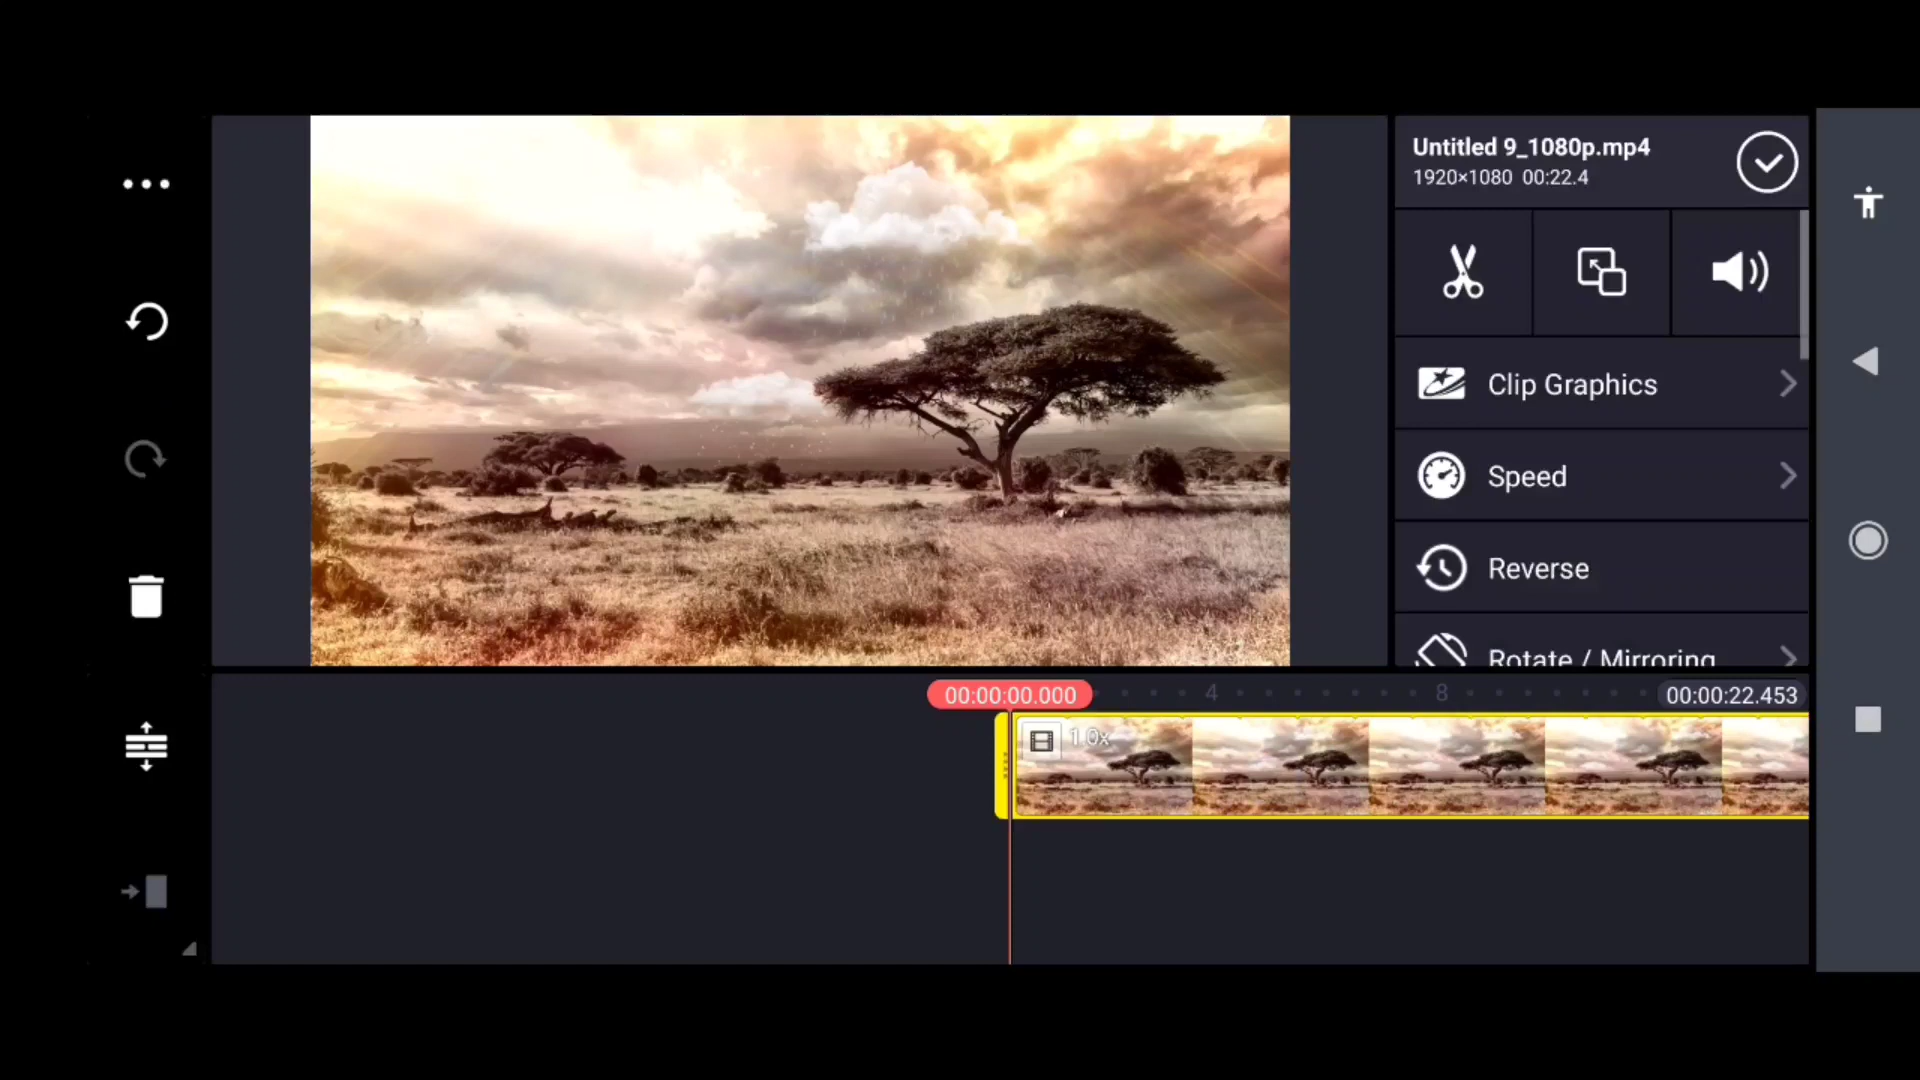 Untitled 9_1080p.mp4
1920×1080 00:22.4
Clip Graphics
Speed
Reverse
Rotate / Mirroring
00:00:00.000
4
8
00:00:22.453
1.0x